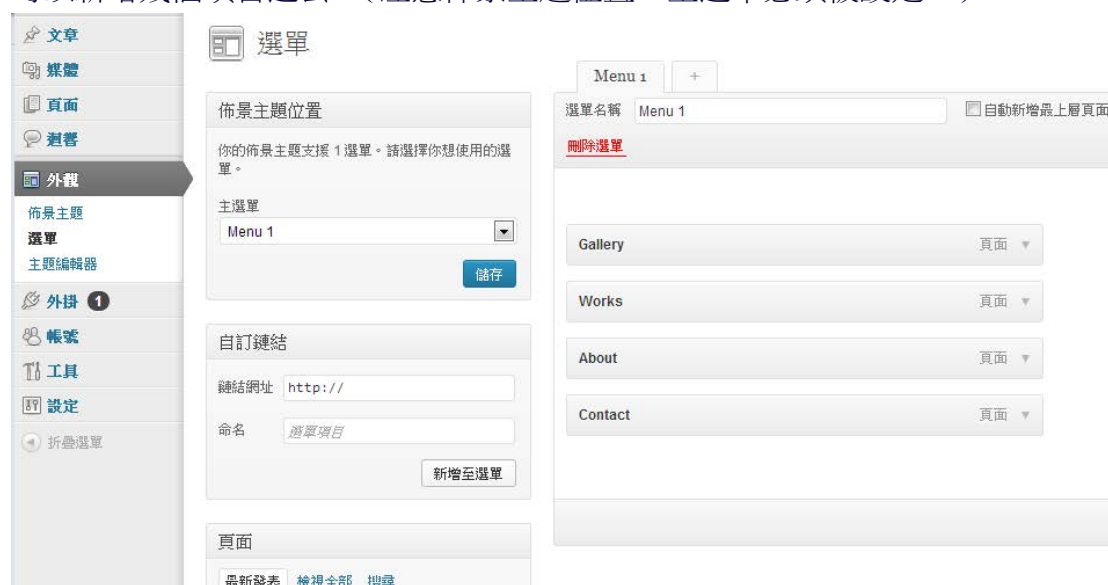 文章
媒體
頁面
迴響
外觀
佈景主題
選單
主題編輯器
外掛 1
帳號
工具
設定
折疊選單
選單
佈景主題位置
你的佈景主題支援 1 選單。請選擇你想使用的選
單。
主選單
Menu 1
儲存
自訂鏈結
鏈結網址 http://
命名 選單項目
新增至選單
頁面
最新發表 檢視全部 搜尋
Menu 1 +
選單名稱 Menu 1 自動新增最上層頁面
刪除選單
Gallery 頁面
Works 頁面
About 頁面
Contact 頁面